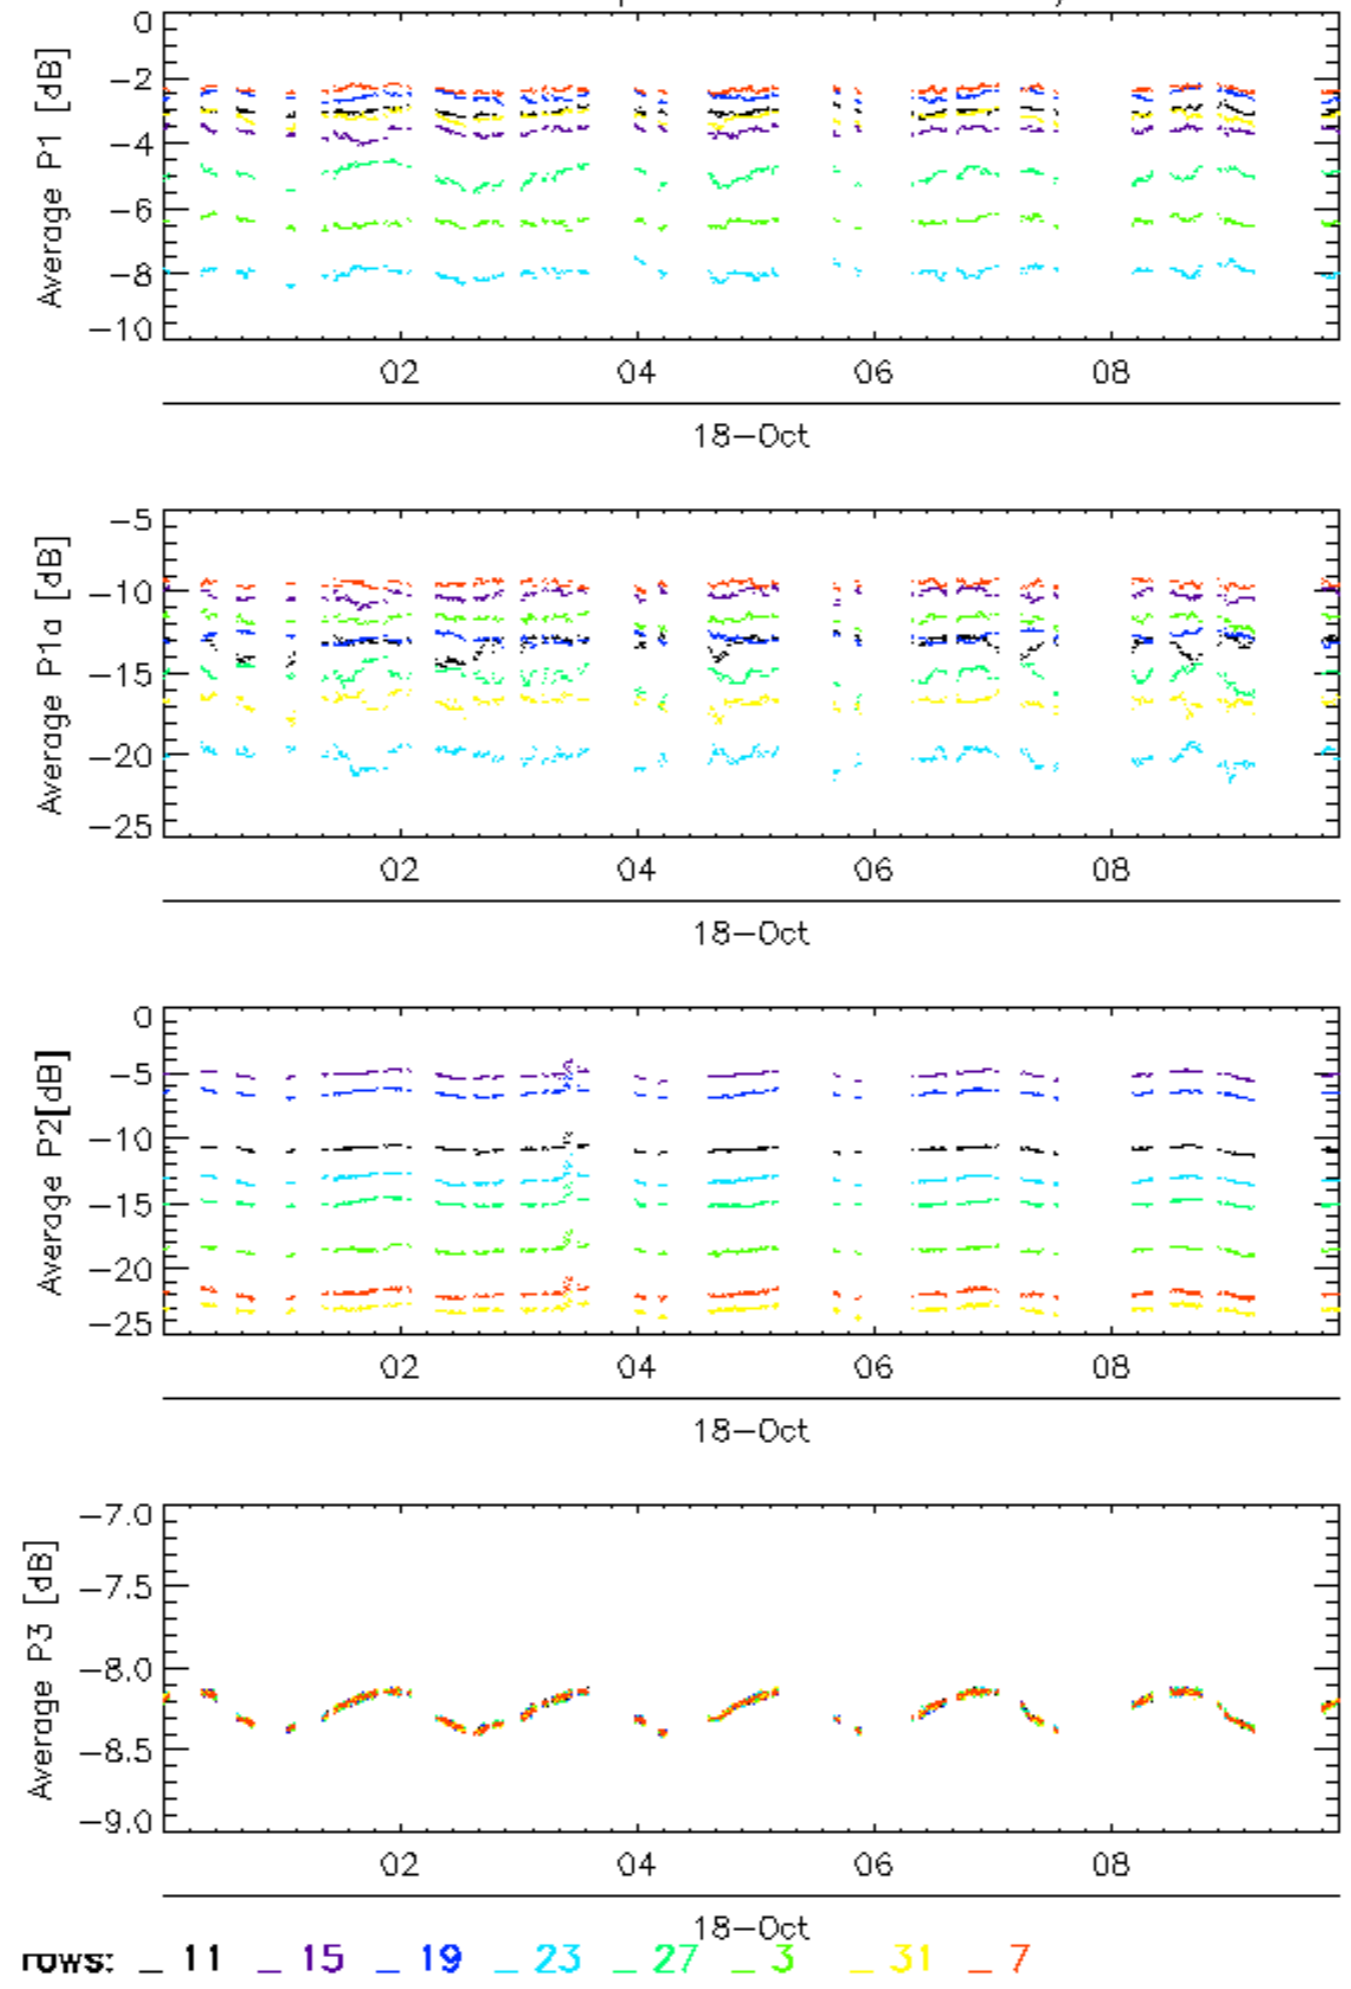 0
−2
−4
−6
−8
−10
Average P1 [dB]
02 04 06 08
18−Oct
−5
−10
−15
−20
−25
Average P1a [dB]
02 04 06 08
18−Oct
0
−5
−10
−15
−20
−25
Average P2[dB]
02 04 06 08
18−Oct
−7.0
−7.5
−8.0
−8.5
−9.0
Average P3 [dB]
02 04 06 08
18−Oct
rows: _ 11 _ 15 _ 19 _ 23 _ 27 _ 3 _ 31 _ 7